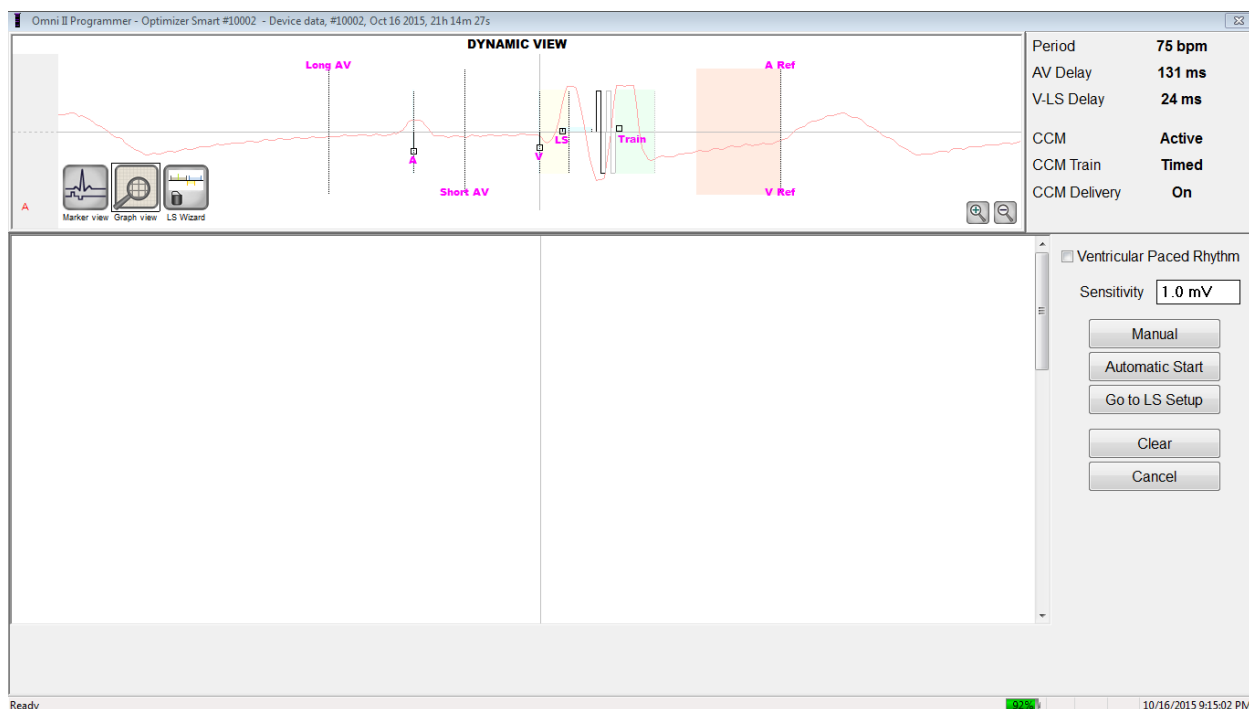 Omni II Programmer - Optimizer Smart #10002 - Device data, #10002, Oct 16 2015, 21h 14m 27s
DYNAMIC VIEW
Long AV
A Ref
A
V
LS
Train
Short AV
V Ref
A
Marker view
Graph view
LS Wizard
Period 75 bpm
AV Delay 131 ms
V-LS Delay 24 ms
CCM Active
CCM Train Timed
CCM Delivery On
Ventricular Paced Rhythm
Sensitivity 1.0 mV
Manual
Automatic Start
Go to LS Setup
Clear
Cancel
Ready
92%
10/16/2015 9:15:02 PM